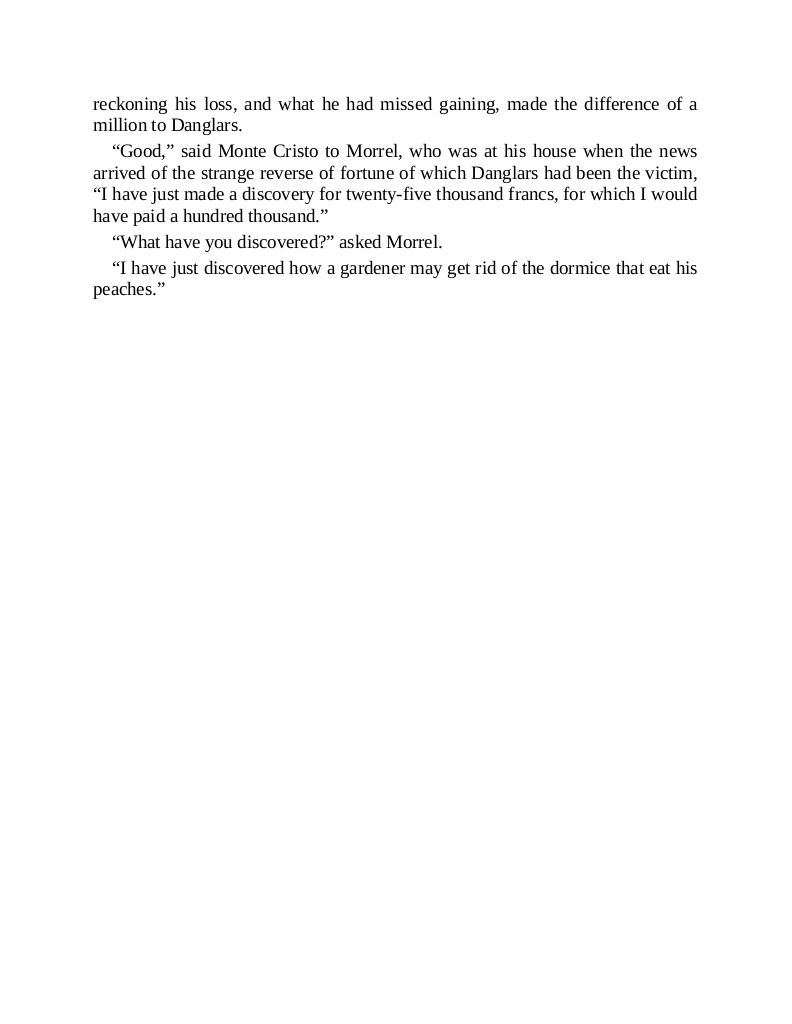 reckoning his loss, and what he had missed gaining, made the difference of a
million to Danglars.
“Good,” said Monte Cristo to Morrel, who was at his house when the news
arrived of the strange reverse of fortune of which Danglars had been the victim,
“I have just made a discovery for twenty-five thousand francs, for which I would
have paid a hundred thousand.”
“What have you discovered?” asked Morrel.
“I have just discovered how a gardener may get rid of the dormice that eat his
peaches.”